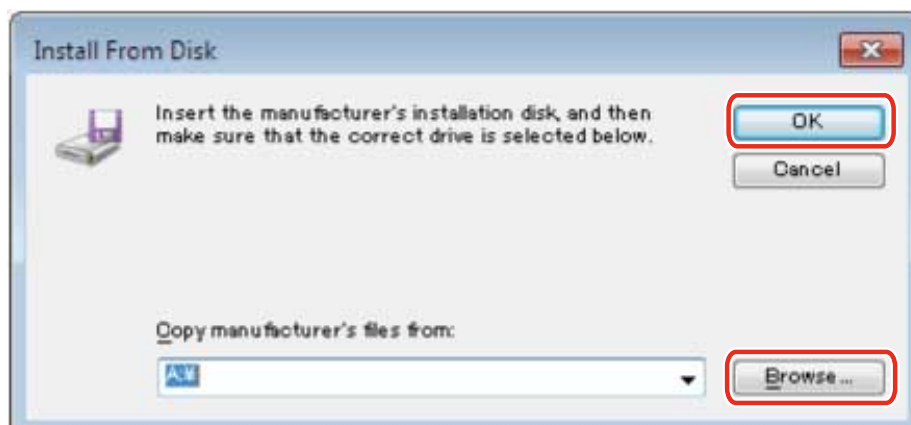 Install From Disk
Insert the manufacturer's installation disk, and then
make sure that the correct drive is selected below.
OK
Cancel
Copy manufacturer's files from:
A:¥
Browse...